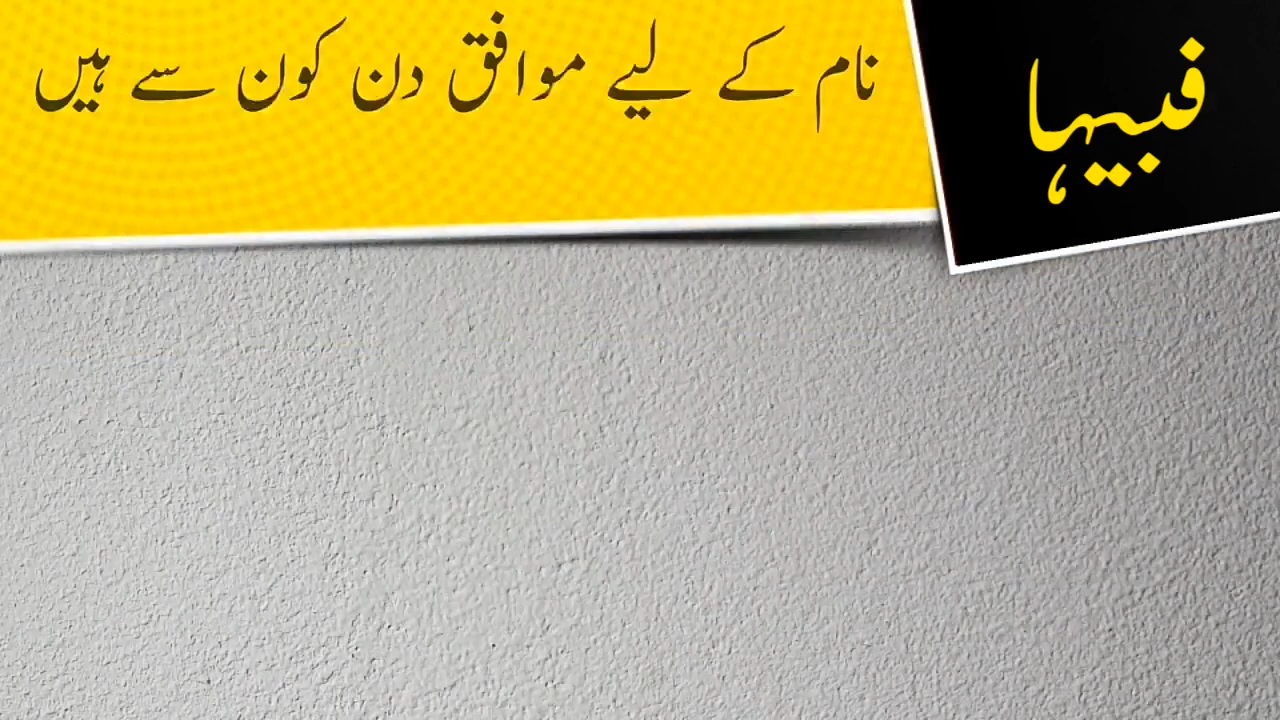 فبیہا
نام کے لیے موافق دن کون سے ہیں